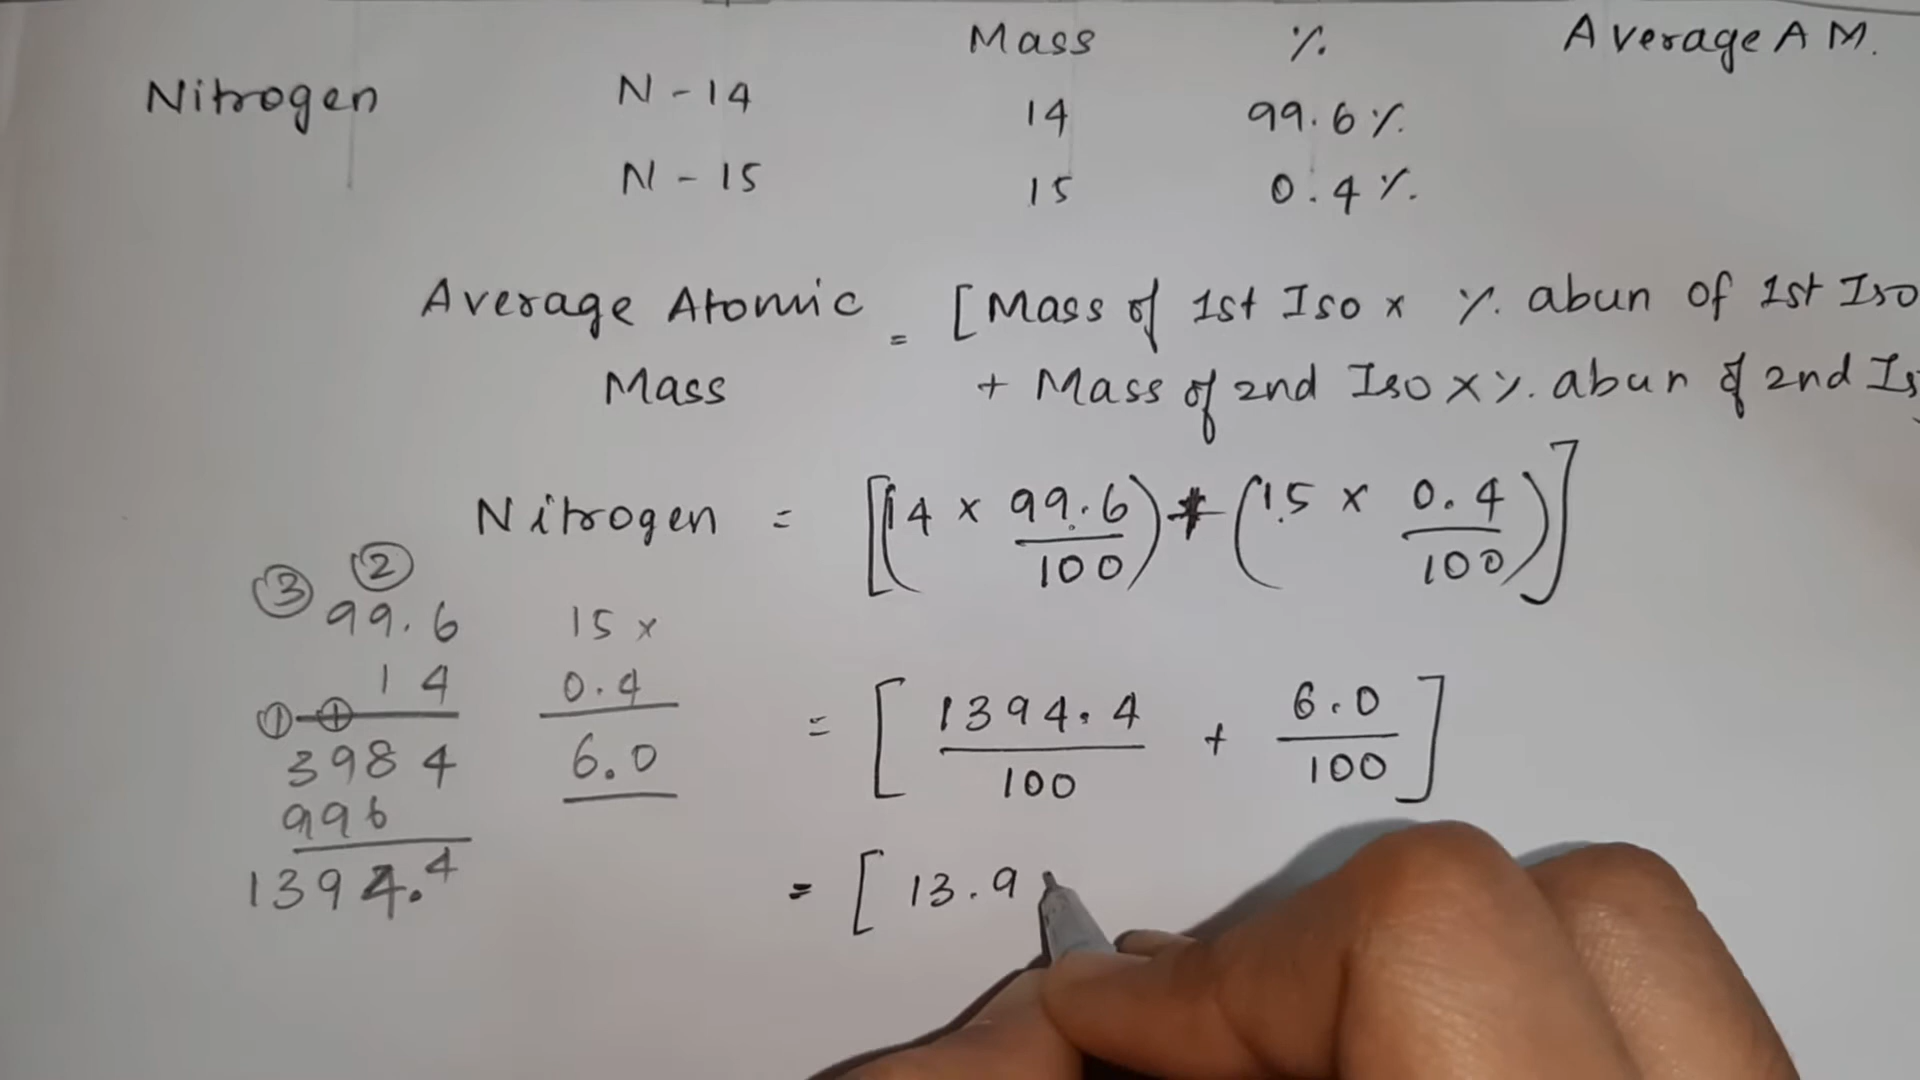 Mass % Average A M.
Nitrogen N - 14 14 99.6 %
N - 15 15 0.4 %
Average Atomic = [Mass of 1st Iso x % abun of 1st Iso
Mass + Mass of 2nd Iso x % abun of 2nd Is
Nitrogen = [(14 x 99.6/100) + (15 x 0.4/100)]
③ ②
99.6 15 x
14 0.4
① +
3984 6.0 = [1394.4/100 + 6.0/100]
996
1394.4 = [13.9